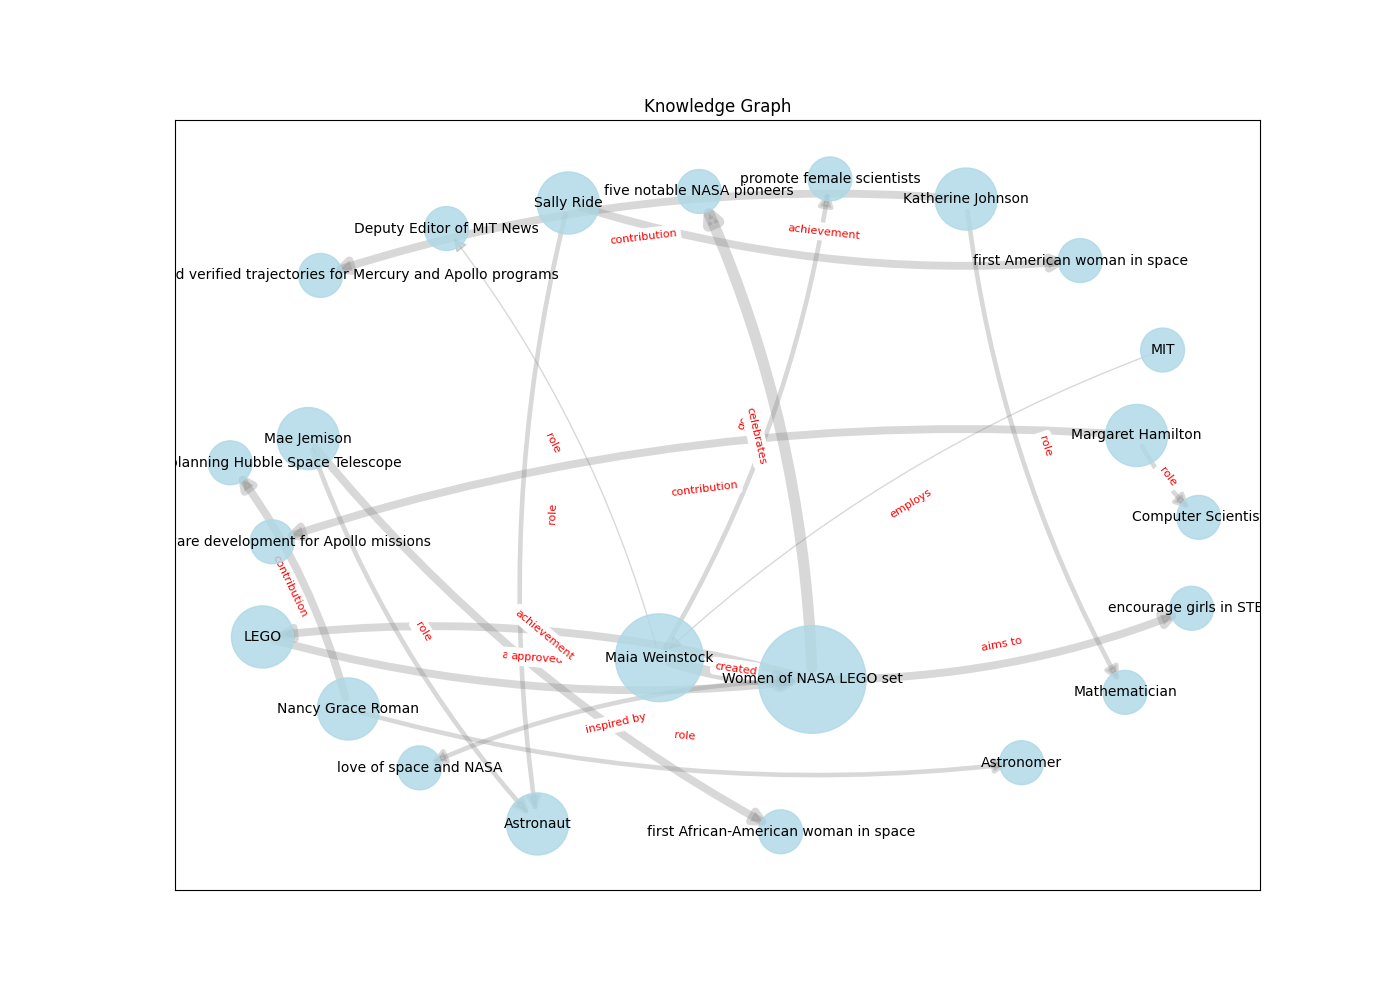 Knowledge Graph
promote female scientists
five notable NASA pioneers
Katherine Johnson
Sally Ride
Deputy Editor of MIT News
achievement
contribution
first American woman in space
d verified trajectories for Mercury and Apollo programs
MIT
Mae Jemison
role
celebrates
role
Margaret Hamilton
planning Hubble Space Telescope
role
contribution
employs
role
Computer Scientis
are development for Apollo missions
contribution
encourage girls in STE
LEGO
role
achievement
approved
aims to
Maia Weinstock
created
Women of NASA LEGO set
Mathematician
Nancy Grace Roman
inspired by
role
love of space and NASA
Astronomer
Astronaut
first African-American woman in space